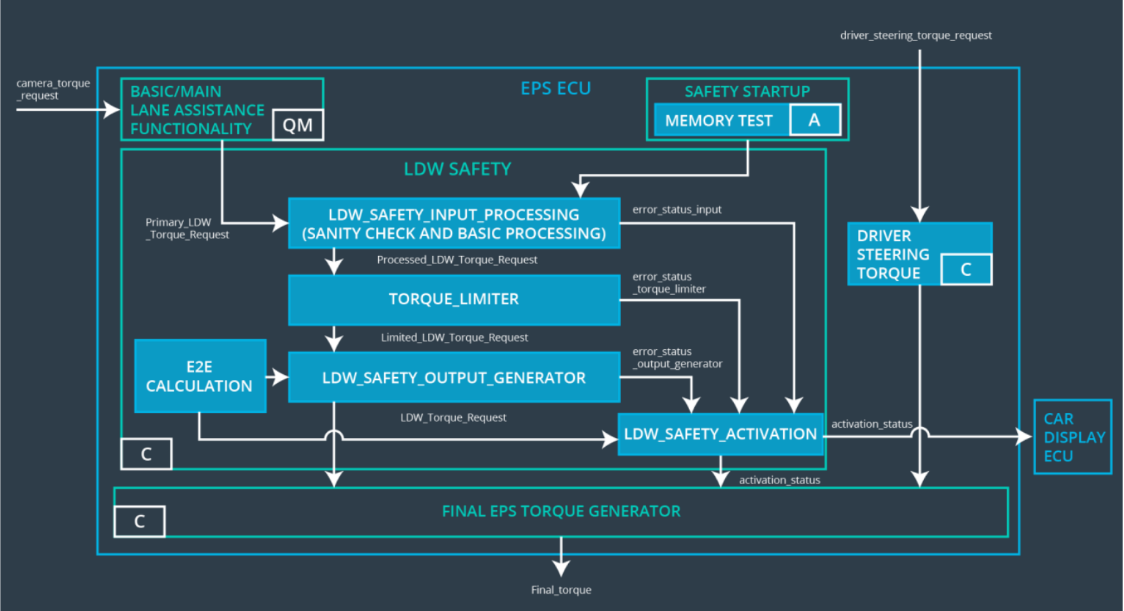 driver_steering_torque_request
camera_torque
_request
EPS ECU
BASIC/MAIN
LANE ASSISTANCE
FUNCTIONALITY
QM
SAFETY STARTUP
MEMORY TEST
A
LDW SAFETY
Primary_LDW
_Torque_Request
LDW_SAFETY_INPUT_PROCESSING
(SANITY CHECK AND BASIC PROCESSING)
error_status_input
DRIVER
STEERING
TORQUE
C
Processed_LDW_Torque_Request
TORQUE_LIMITER
error_status
_torque_limiter
Limited_LDW_Torque_Request
E2E
CALCULATION
LDW_SAFETY_OUTPUT_GENERATOR
error_status
_output_generator
LDW_Torque_Request
LDW_SAFETY_ACTIVATION
activation_status
CAR
DISPLAY
ECU
C
activation_status
FINAL EPS TORQUE GENERATOR
C
Final_torque